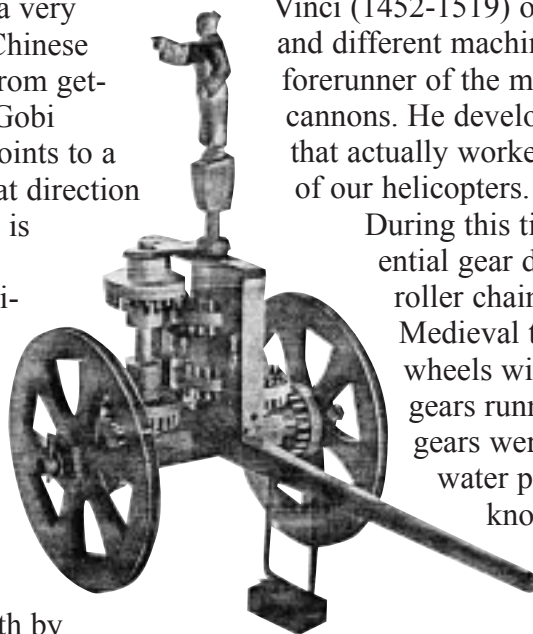 a very
Chinese
rom get-
Gobi
oints to a
at direction
is
i-
th by
Vinci (1452-1519) o
and different machin
forerunner of the m
cannons. He develo
that actually worke
of our helicopters.
During this ti
ential gear d
roller chain
Medieval t
wheels wi
gears runn
gears wer
water p
kno